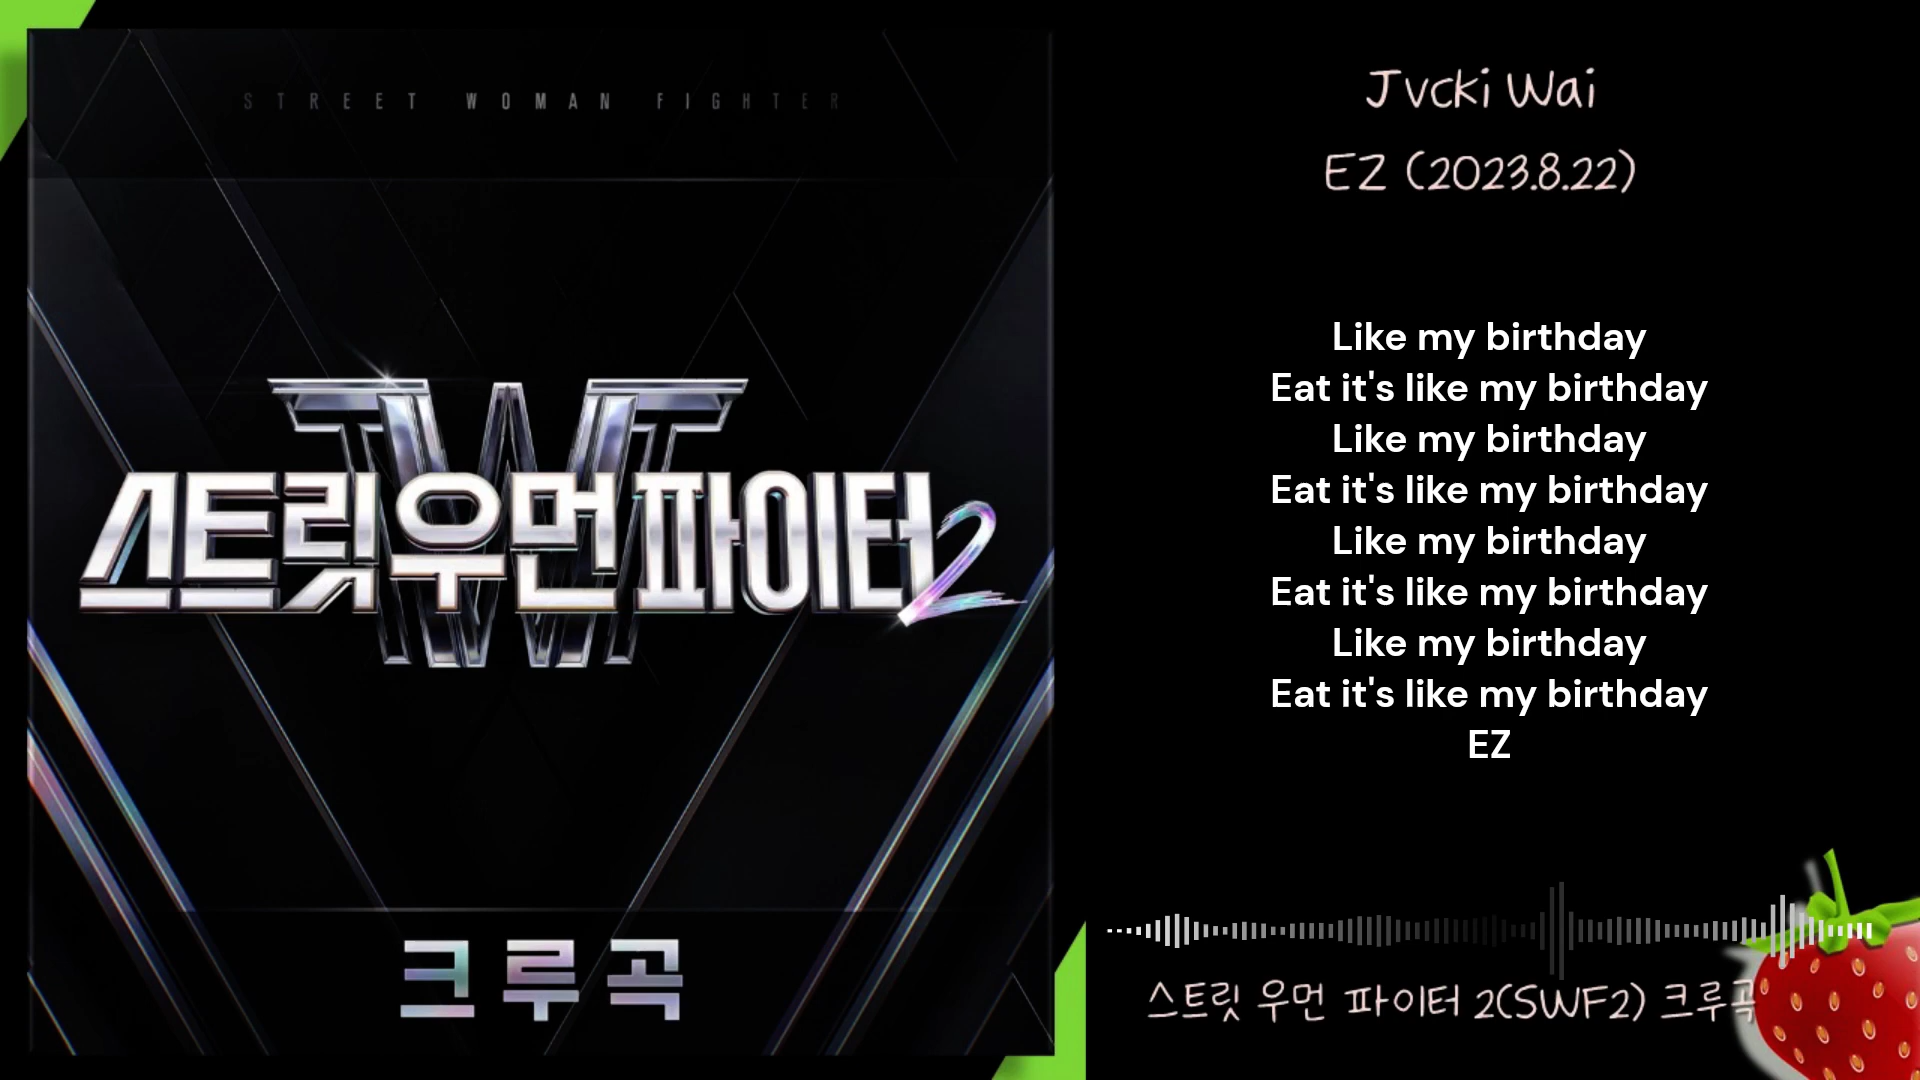 STREET WOMAN FIGHTER
스트릿 우먼 파이터 2
크루곡
Jvcki Wai
EZ (2023.8.22)
Like my birthday
Eat it's like my birthday
Like my birthday
Eat it's like my birthday
Like my birthday
Eat it's like my birthday
Like my birthday
Eat it's like my birthday
EZ
스트릿 우먼 파이터 2(SWF2) 크루곡